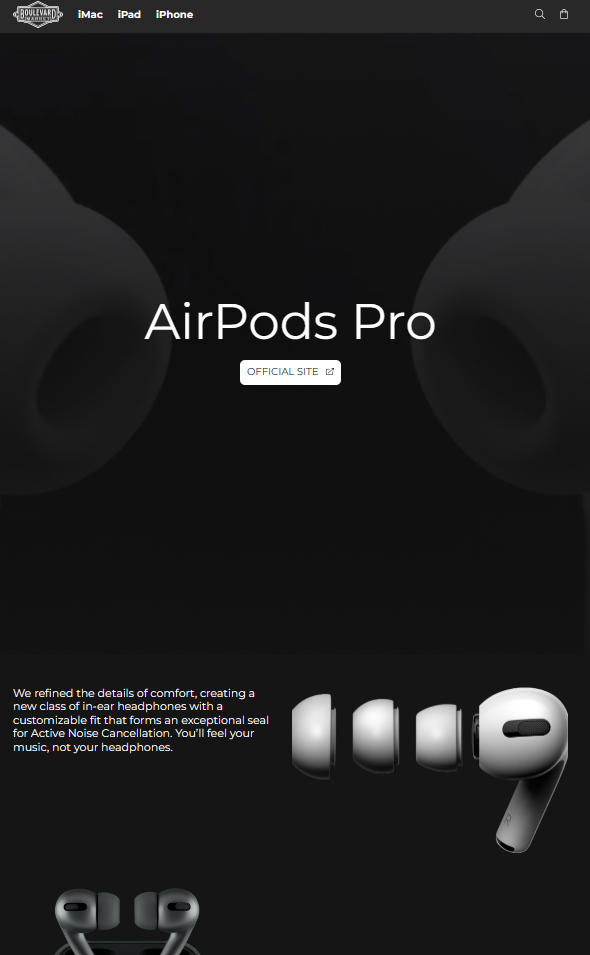 BOULEVARD
MARKET
iMac iPad iPhone
AirPods Pro
OFFICIAL SITE
We refined the details of comfort, creating a
new class of in-ear headphones with a
customizable fit that forms an exceptional seal
for Active Noise Cancellation. You’ll feel your
music, not your headphones.
R